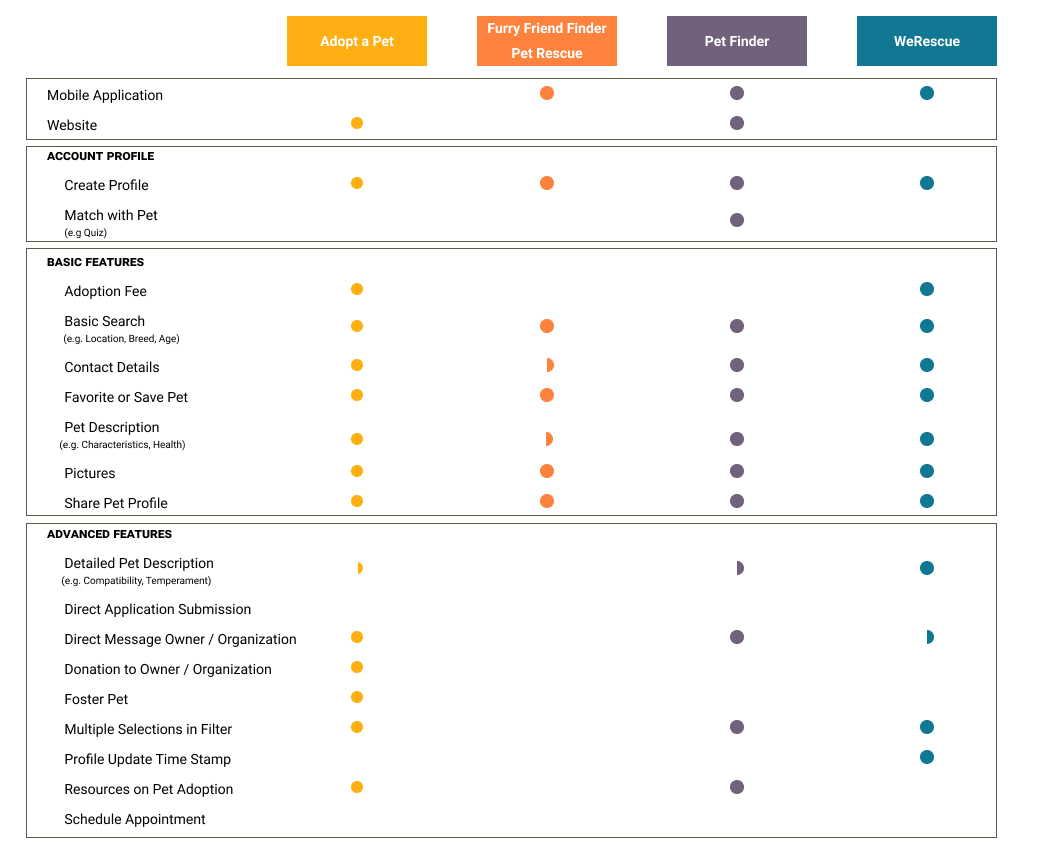 Adopt a Pet
Furry Friend Finder
Pet Rescue
Pet Finder
WeRescue
Mobile Application
Website
ACCOUNT PROFILE
Create Profile
Match with Pet
(e.g Quiz)
BASIC FEATURES
Adoption Fee
Basic Search
(e.g. Location, Breed, Age)
Contact Details
Favorite or Save Pet
Pet Description
(e.g. Characteristics, Health)
Pictures
Share Pet Profile
ADVANCED FEATURES
Detailed Pet Description
(e.g. Compatibility, Temperament)
Direct Application Submission
Direct Message Owner / Organization
Donation to Owner / Organization
Foster Pet
Multiple Selections in Filter
Profile Update Time Stamp
Resources on Pet Adoption
Schedule Appointment